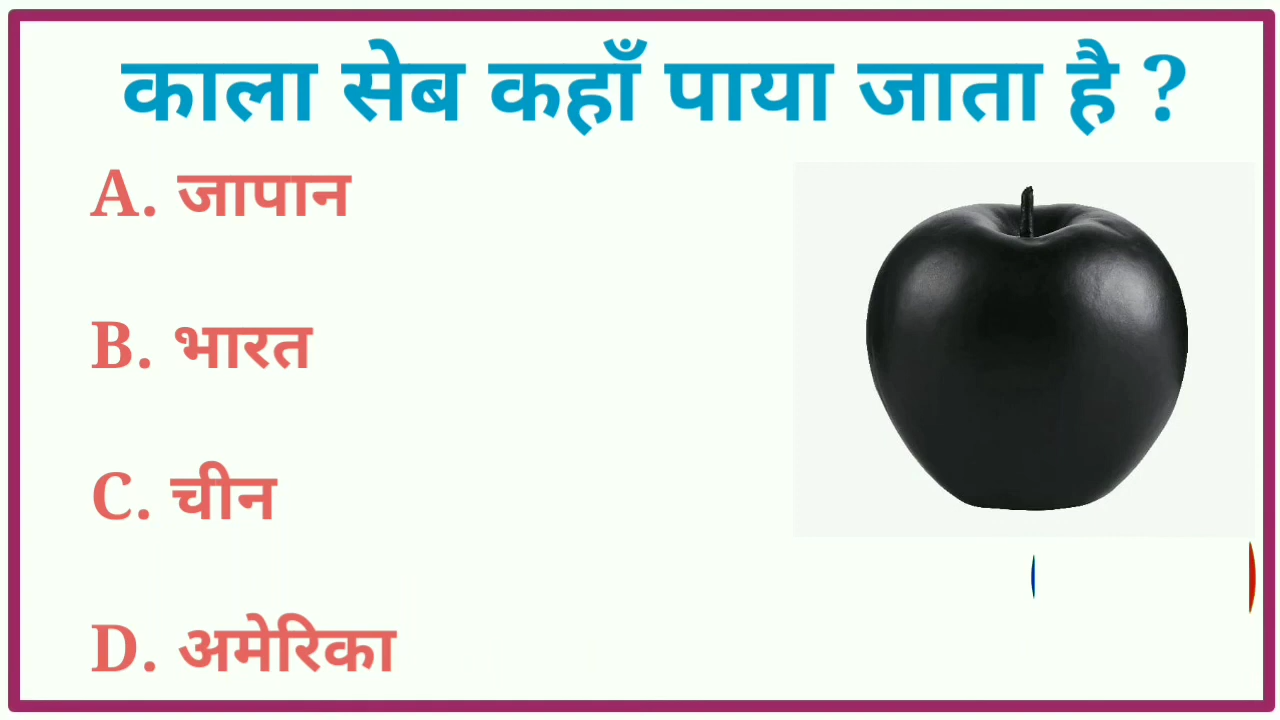 काला सेब कहाँ पाया जाता है ?
A. जापान
B. भारत
C. चीन
D. अमेरिका